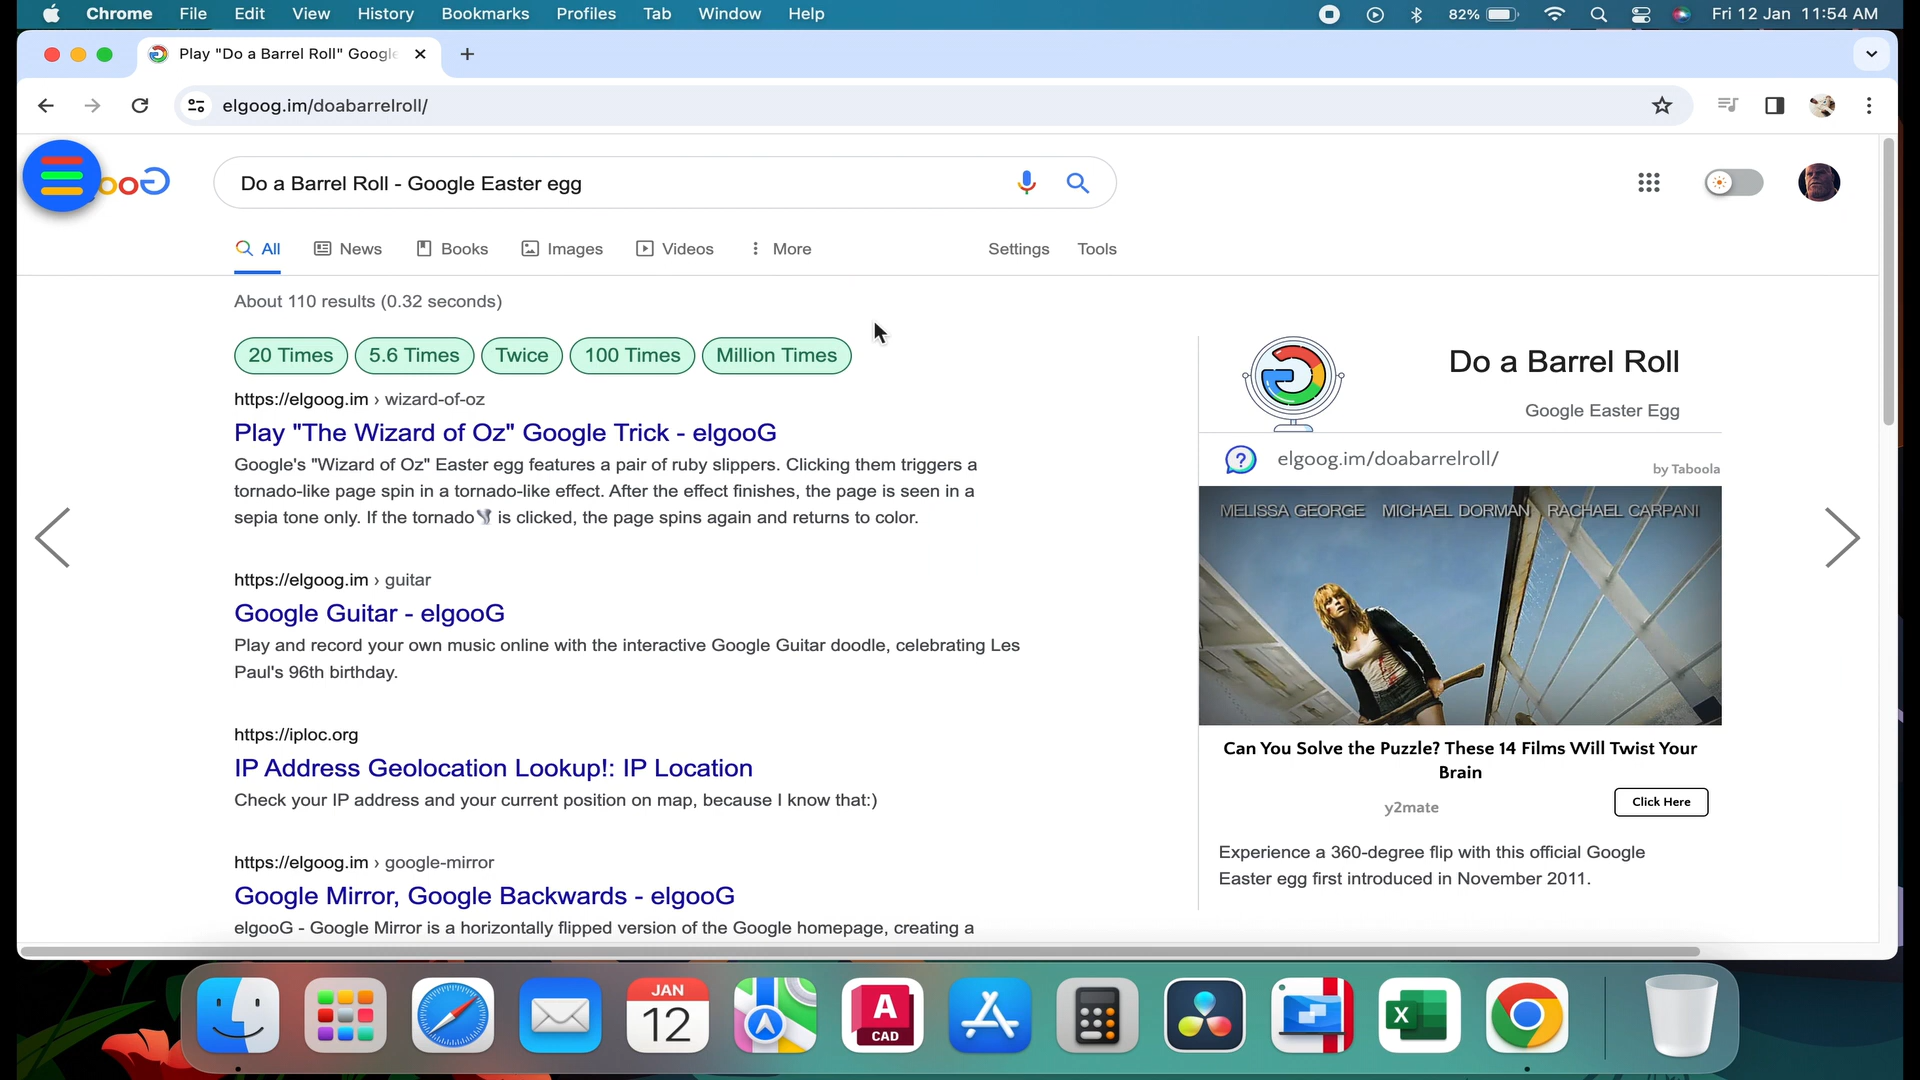 Chrome File Edit View History Bookmarks Profiles Tab Window Help 82% Fri 12 Jan 11:54 AM
Play "Do a Barrel Roll" Google
elgoog.im/doabarrelroll/
Do a Barrel Roll - Google Easter egg
All News Books Images Videos More Settings Tools
About 110 results (0.32 seconds)
20 Times 5.6 Times Twice 100 Times Million Times
https://elgoog.im › wizard-of-oz
Play "The Wizard of Oz" Google Trick - elgooG
Google's "Wizard of Oz" Easter egg features a pair of ruby slippers. Clicking them triggers a
tornado-like page spin in a tornado-like effect. After the effect finishes, the page is seen in a
sepia tone only. If the tornado🌪 is clicked, the page spins again and returns to color.
https://elgoog.im › guitar
Google Guitar - elgooG
Play and record your own music online with the interactive Google Guitar doodle, celebrating Les
Paul's 96th birthday.
https://iploc.org
IP Address Geolocation Lookup!: IP Location
Check your IP address and your current position on map, because I know that:)
https://elgoog.im › google-mirror
Google Mirror, Google Backwards - elgooG
elgooG - Google Mirror is a horizontally flipped version of the Google homepage, creating a
Do a Barrel Roll
Google Easter Egg
elgoog.im/doabarrelroll/
by Taboola
MELISSA GEORGE MICHAEL DORMAN RACHAEL CARPANI
Can You Solve the Puzzle? These 14 Films Will Twist Your
Brain
y2mate
Click Here
Experience a 360-degree flip with this official Google
Easter egg first introduced in November 2011.
JAN
12
A
CAD
X